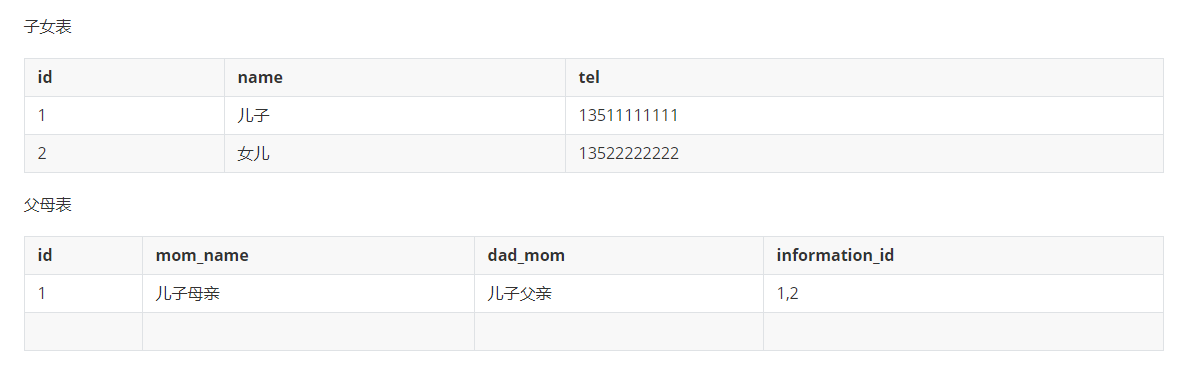 子女表
id name tel
1 儿子 13511111111
2 女儿 13522222222
父母表
id mom_name dad_mom information_id
1 儿子母亲 儿子父亲 1,2